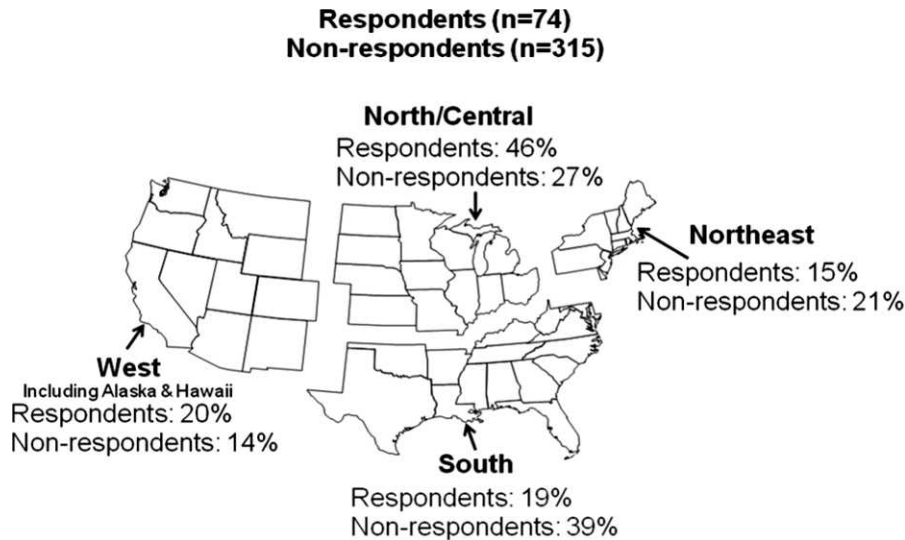 Respondents (n=74)
Non-respondents (n=315)
North/Central
Respondents: 46%
Non-respondents: 27%
Northeast
Respondents: 15%
Non-respondents: 21%
West
Including Alaska & Hawaii
Respondents: 20%
Non-respondents: 14%
South
Respondents: 19%
Non-respondents: 39%